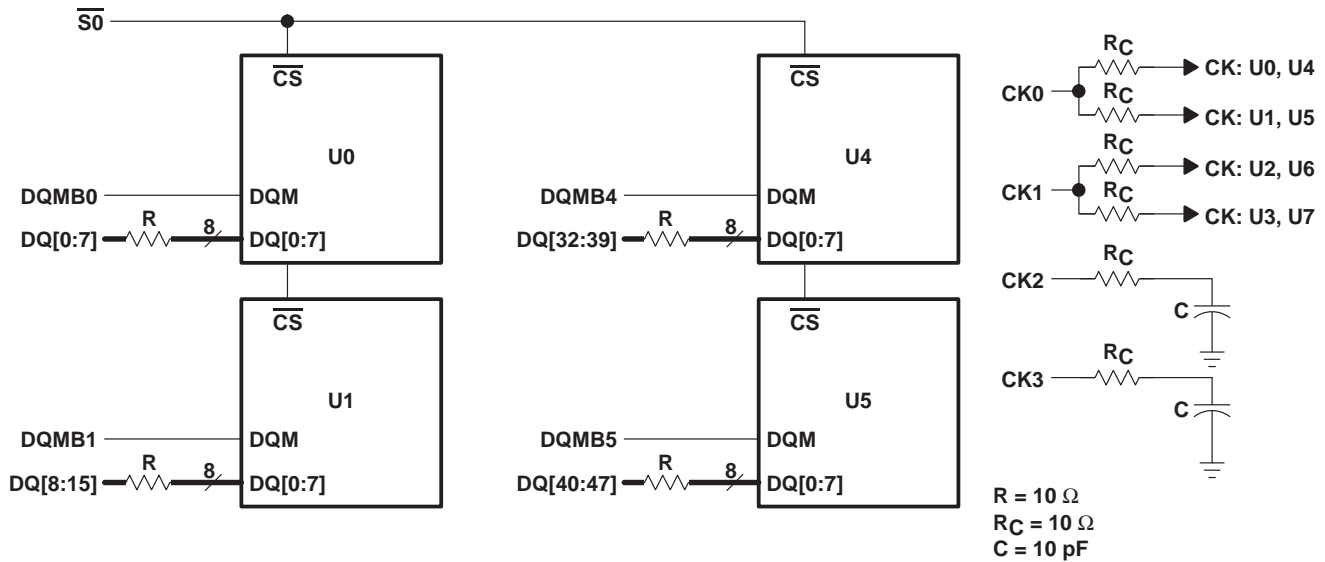 S0
CS
U0
DQMB0
DQM
R
8
DQ[0:7]
DQ[0:7]
CS
U1
DQMB1
DQM
R
8
DQ[8:15]
DQ[0:7]
CS
U4
DQMB4
DQM
R
8
DQ[32:39]
DQ[0:7]
CS
U5
DQMB5
DQM
R
8
DQ[40:47]
DQ[0:7]
RC
CK: U0, U4
CK0
RC
CK: U1, U5
RC
CK: U2, U6
CK1
RC
CK: U3, U7
RC
CK2
C
RC
CK3
C
R = 10 Ω
RC = 10 Ω
C = 10 pF